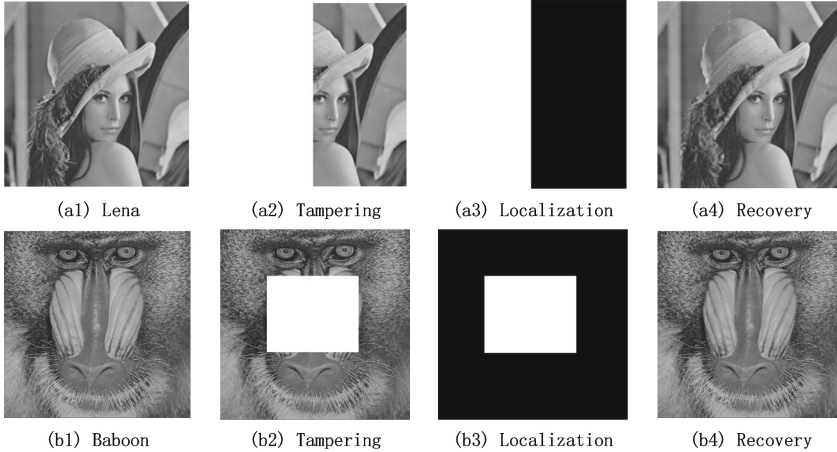 (a1) Lena (a2) Tampering (a3) Localization (a4) Recovery
(b1) Baboon (b2) Tampering (b3) Localization (b4) Recovery